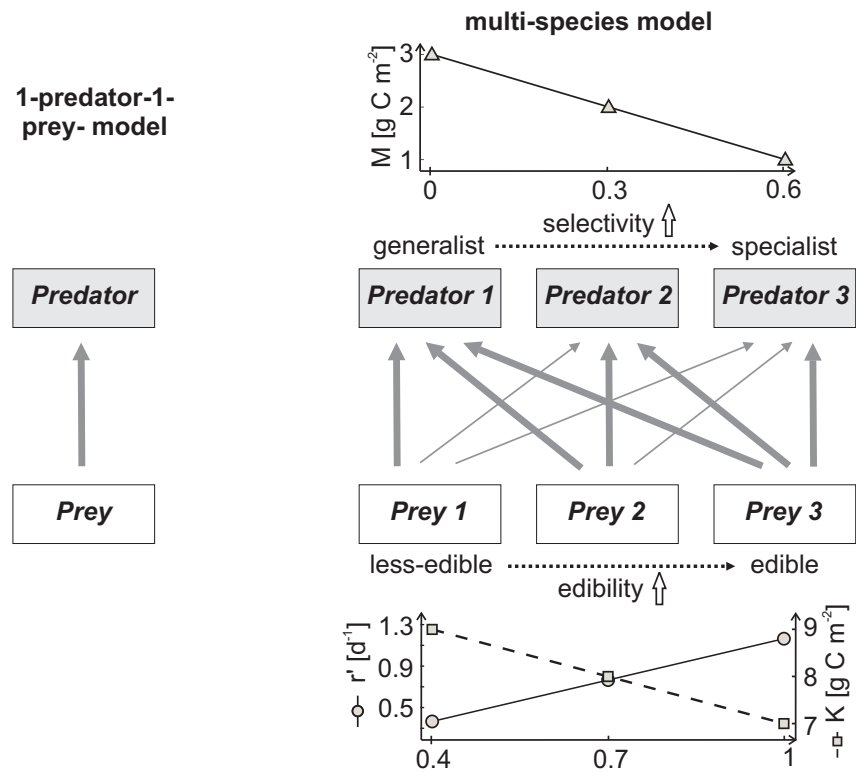 multi-species model
1-predator-1-
prey- model
M [g C m⁻²]
3
2
1
0
0.3
0.6
selectivity
generalist
specialist
Predator
Predator 1
Predator 2
Predator 3
Prey
Prey 1
Prey 2
Prey 3
less-edible
edible
edibility
r' [d⁻¹]
1.3
0.9
0.5
9
8
7
K [g C m⁻²]
0.4
0.7
1